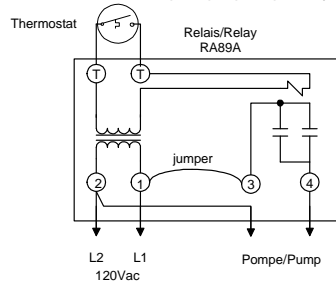 Thermostat
Relais/Relay
RA89A
T T
jumper
2 1 3 4
L2 L1 Pompe/Pump
120Vac